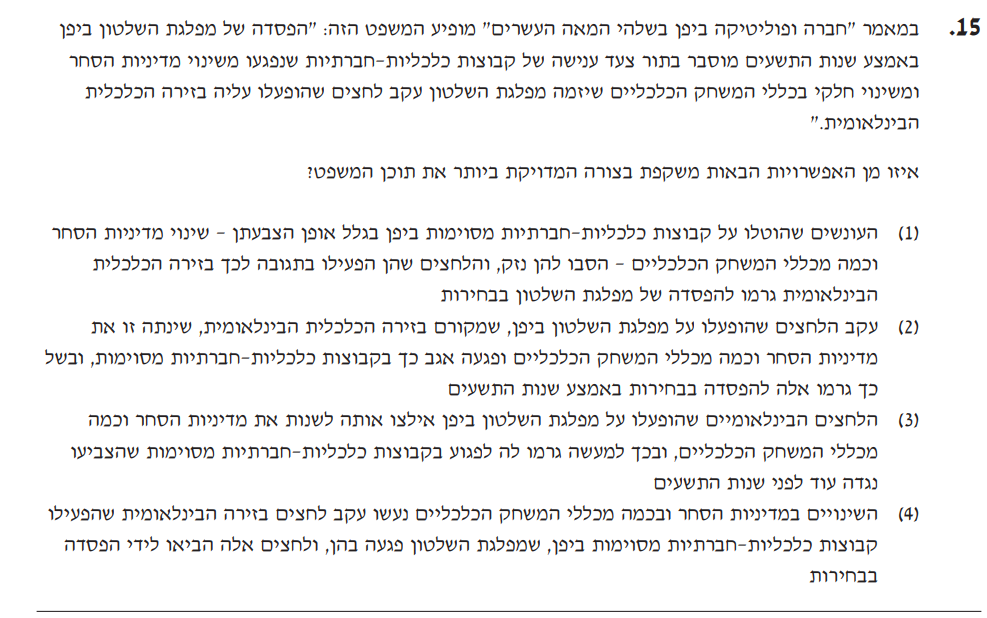 15. במאמר "חברה ופוליטיקה ביפן בשלהי המאה העשרים" מופיע המשפט הזה: "הפסדה של מפלגת השלטון ביפן
באמצע שנות התשעים מוסבר בתור צעד ענישה של קבוצות כלכליות-חברתיות שנפגעו משינוי מדיניות הסחר
ומשינוי חלקי בכללי המשחק הכלכליים שיזמה מפלגת השלטון עקב לחצים שהופעלו עליה בזירה הכלכלית
הבינלאומית."
איזו מן האפשרויות הבאות משקפת בצורה המדויקת ביותר את תוכן המשפט?
(1) העונשים שהוטלו על קבוצות כלכליות-חברתיות מסוימות ביפן בגלל אופן הצבעתן – שינוי מדיניות הסחר
וכמה מכללי המשחק הכלכליים – הסבו להן נזק, והלחצים שהן הפעילו בתגובה לכך בזירה הכלכלית
הבינלאומית גרמו להפסדה של מפלגת השלטון בבחירות
(2) עקב הלחצים שהופעלו על מפלגת השלטון ביפן, שמקורם בזירה הכלכלית הבינלאומית, שינתה זו את
מדיניות הסחר וכמה מכללי המשחק הכלכליים ופגעה אגב כך בקבוצות כלכליות-חברתיות מסוימות, ובשל
כך גרמו אלה להפסדה בבחירות באמצע שנות התשעים
(3) הלחצים הבינלאומיים שהופעלו על מפלגת השלטון ביפן אילצו אותה לשנות את מדיניות הסחר וכמה
מכללי המשחק הכלכליים, ובכך למעשה גרמו לה לפגוע בקבוצות כלכליות-חברתיות מסוימות שהצביעו
נגדה עוד לפני שנות התשעים
(4) השינויים במדיניות הסחר ובכמה מכללי המשחק הכלכליים נעשו עקב לחצים בזירה הבינלאומית שהפעילו
קבוצות כלכליות-חברתיות מסוימות ביפן, שמפלגת השלטון פגעה בהן, ולחצים אלה הביאו לידי הפסדה
בבחירות